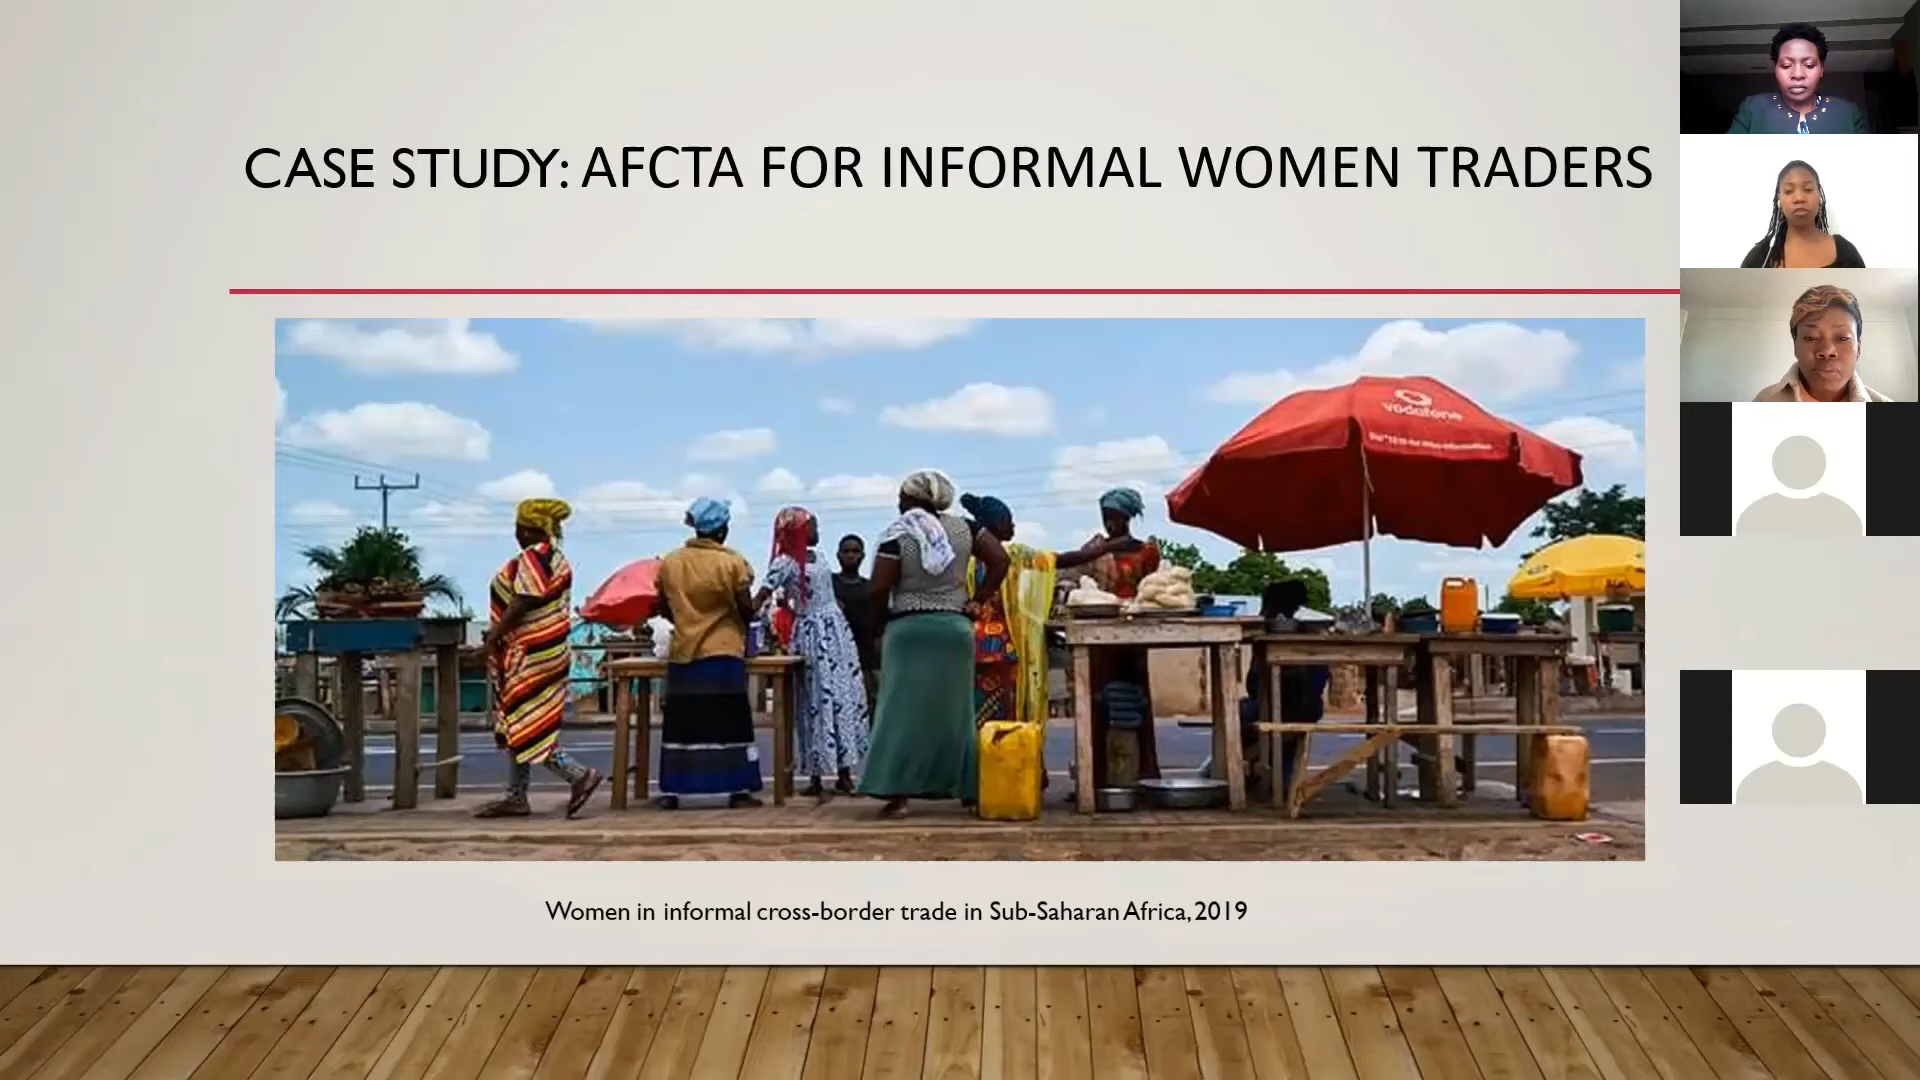 CASE STUDY: AFCTA FOR INFORMAL WOMEN TRADERS
vodafone
Women in informal cross-border trade in Sub-Saharan Africa, 2019